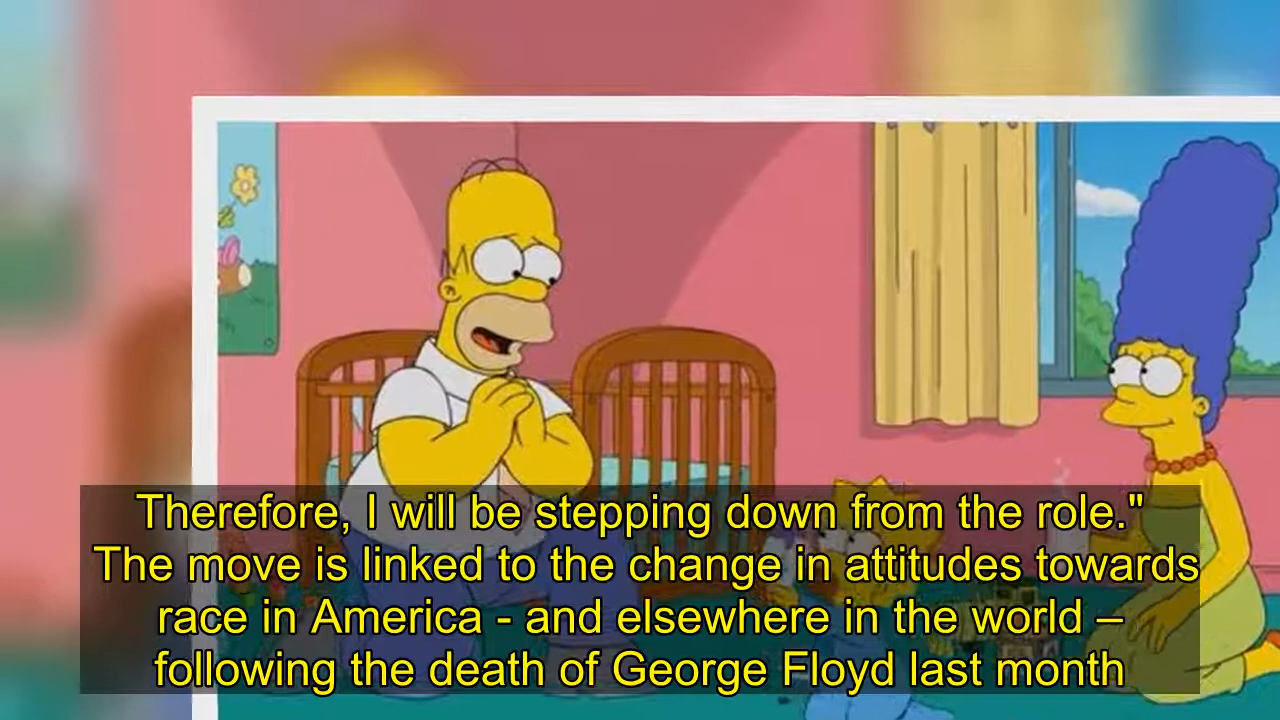 Therefore, I will be stepping down from the role."
The move is linked to the change in attitudes towards
race in America - and elsewhere in the world –
following the death of George Floyd last month